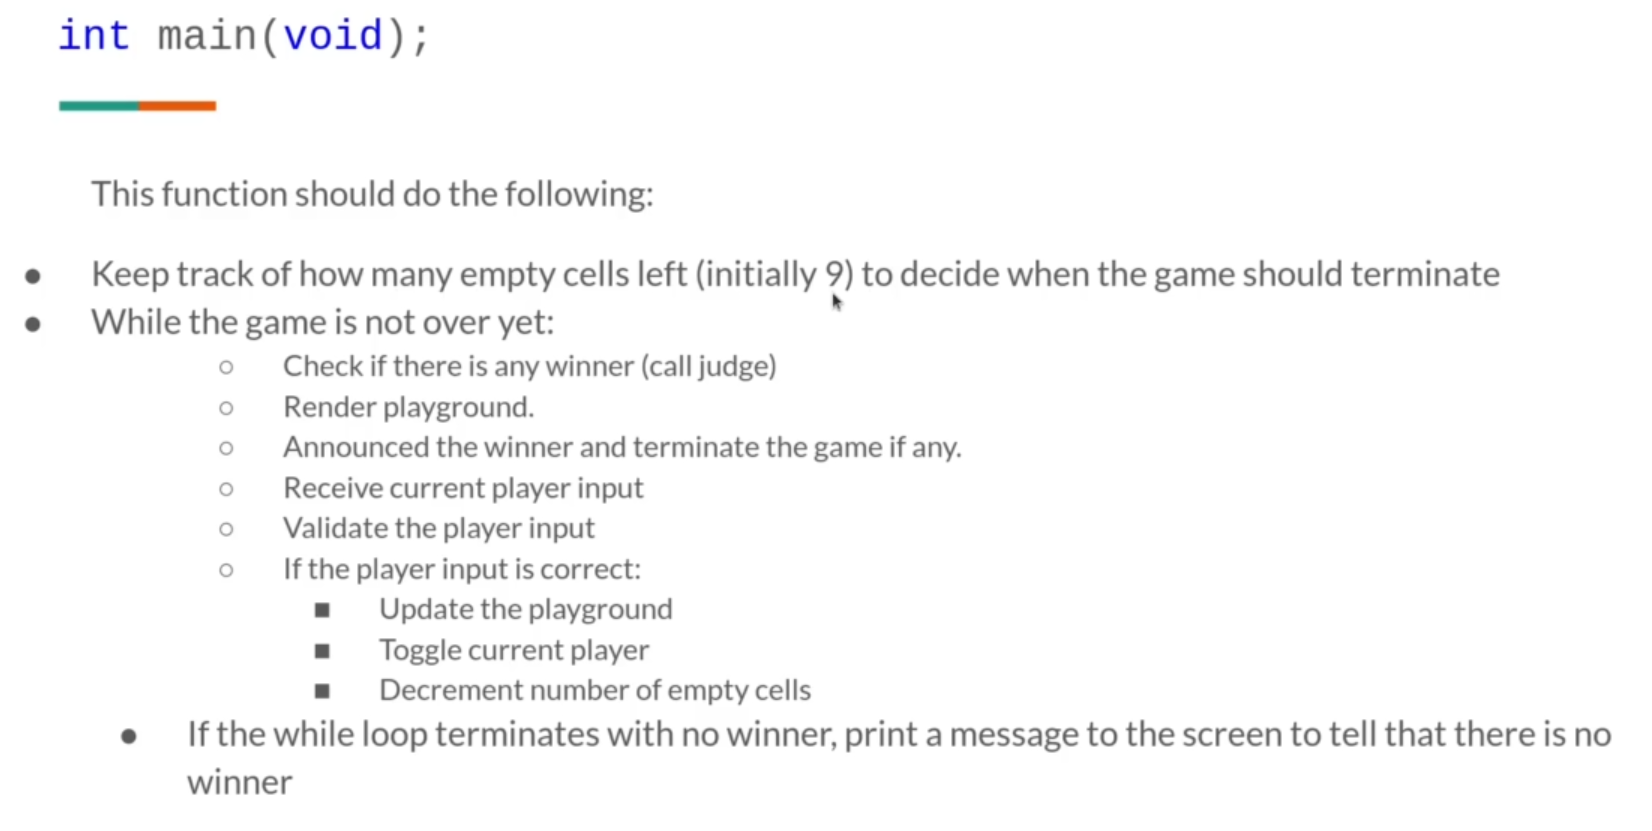 int main(void);
This function should do the following:
● Keep track of how many empty cells left (initially 9) to decide when the game should terminate
● While the game is not over yet:
○ Check if there is any winner (call judge)
○ Render playground.
○ Announced the winner and terminate the game if any.
○ Receive current player input
○ Validate the player input
○ If the player input is correct:
■ Update the playground
■ Toggle current player
■ Decrement number of empty cells
● If the while loop terminates with no winner, print a message to the screen to tell that there is no
winner